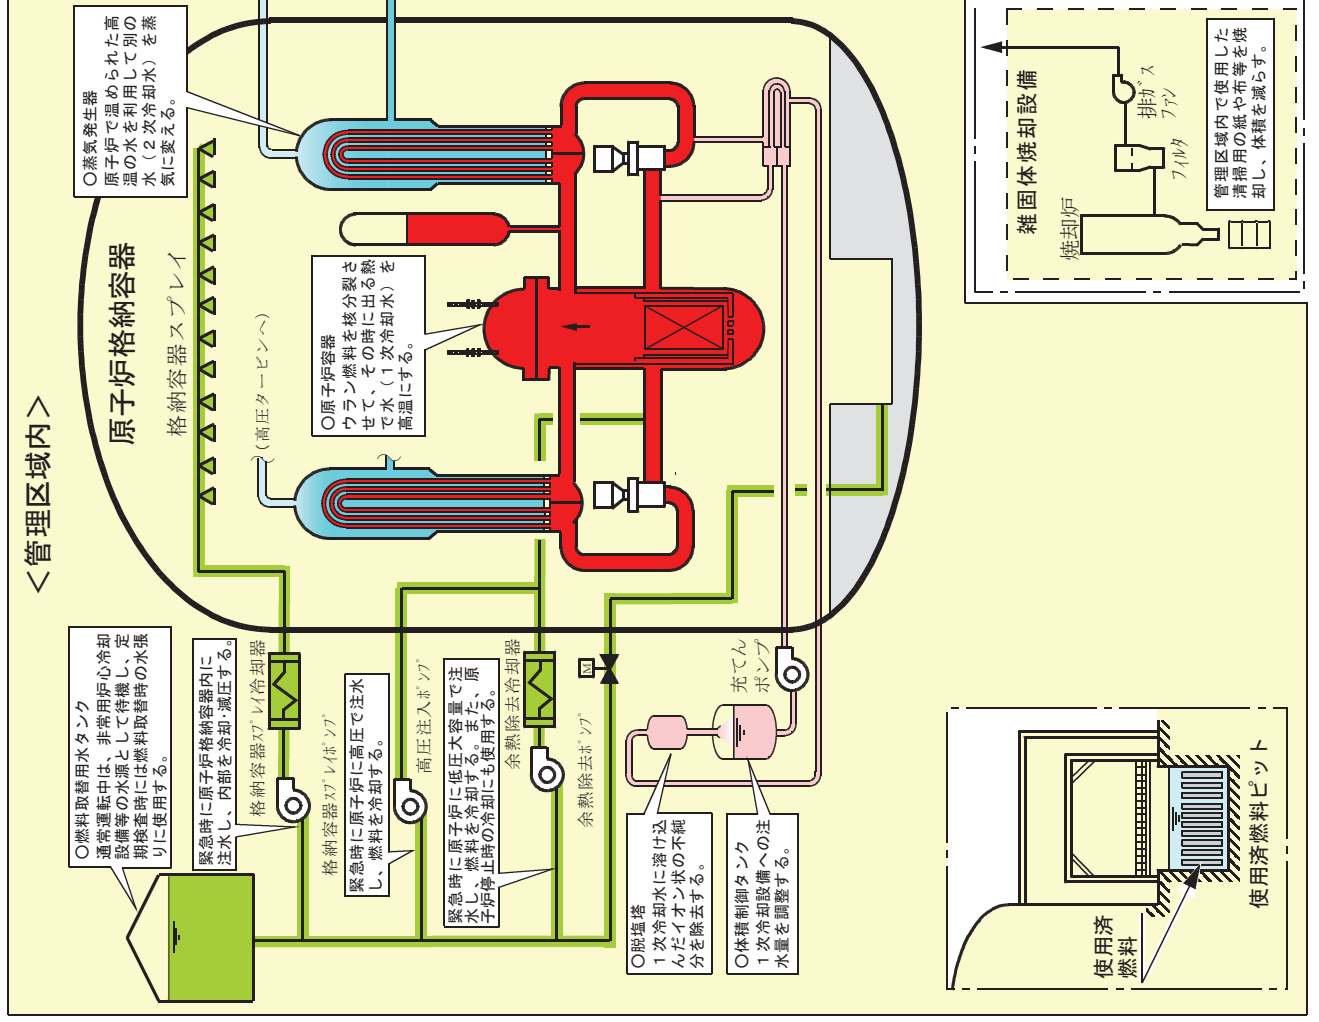 ＜管理区域内＞
原子炉格納容器
格納容器スプレイ
(高圧タービンへ)
○蒸気発生器
原子炉で温められた高
温の水を利用して別の
水（２次冷却水）を蒸
気に変える。
○原子炉容器
ウラン燃料を核分裂さ
せて、その時に出る熱
で水（１次冷却水）を
高温にする。
○燃料取替用水タンク
通常運転中は、非常用炉心冷却
設備等の水源として待機し、定
期検査時には燃料取替時の水張
りに使用する。
緊急時に原子炉格納容器内に
注水し、内部を冷却・減圧する。
格納容器ｽﾌﾟﾚｲ冷却器
格納容器ｽﾌﾟﾚｲﾎﾟﾝﾌﾟ
緊急時に原子炉に高圧で注水
し、燃料を冷却する。
高圧注入ﾎﾟﾝﾌﾟ
緊急時に原子炉に低圧大容量で注
水し、燃料を冷却する。また、原
子炉停止時の冷却にも使用する。
余熱除去冷却器
余熱除去ﾎﾟﾝﾌﾟ
M
○脱塩塔
１次冷却水に溶け込
んだイオン状の不純
分を除去する。
充てん
ポンプ
○体積制御タンク
１次冷却設備への注
水量を調整する。
雑固体焼却設備
焼却炉
排ｶﾞｽ
ファン
フィルタ
管理区域内で使用した
清掃用の紙や布等を焼
却し、体積を減らす。
使用済
燃料
使用済燃料ピット